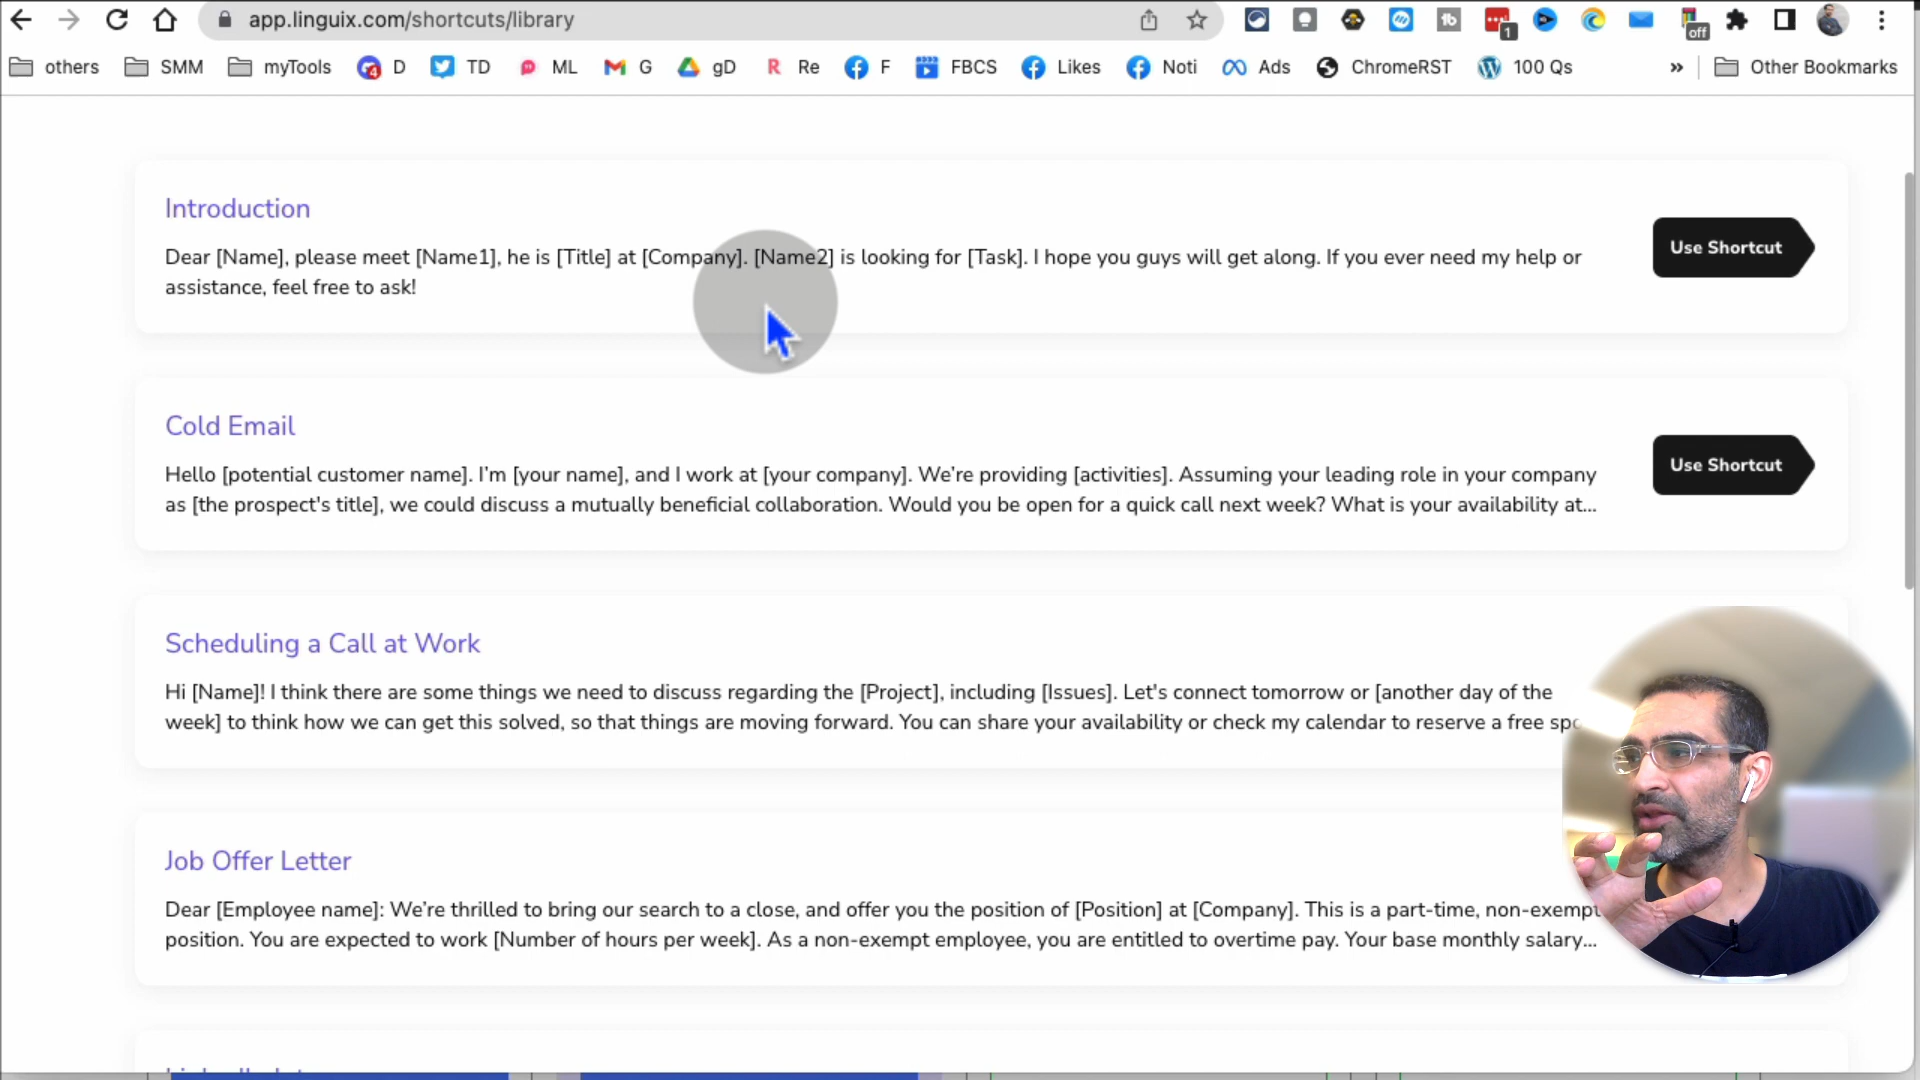 app.linguix.com/shortcuts/library
1
off
others SMM myTools 4 D TD ML G gD Re F FBCS Likes Noti Ads ChromeRST 100 Qs » Other Bookmarks
Introduction
Dear [Name], please meet [Name1], he is [Title] at [Company]. [Name2] is looking for [Task]. I hope you guys will get along. If you ever need my help or
assistance, feel free to ask!
Use Shortcut
Cold Email
Hello [potential customer name]. I'm [your name], and I work at [your company]. We're providing [activities]. Assuming your leading role in your company
as [the prospect's title], we could discuss a mutually beneficial collaboration. Would you be open for a quick call next week? What is your availability at...
Use Shortcut
Scheduling a Call at Work
Hi [Name]! I think there are some things we need to discuss regarding the [Project], including [Issues]. Let's connect tomorrow or [another day of the
week] to think how we can get this solved, so that things are moving forward. You can share your availability or check my calendar to reserve a free
Job Offer Letter
Dear [Employee name]: We're thrilled to bring our search to a close, and offer you the position of [Position] at [Company]. This is a part-time, non-exempt
position. You are expected to work [Number of hours per week]. As a non-exempt employee, you are entitled to overtime pay. Your base monthly salary...